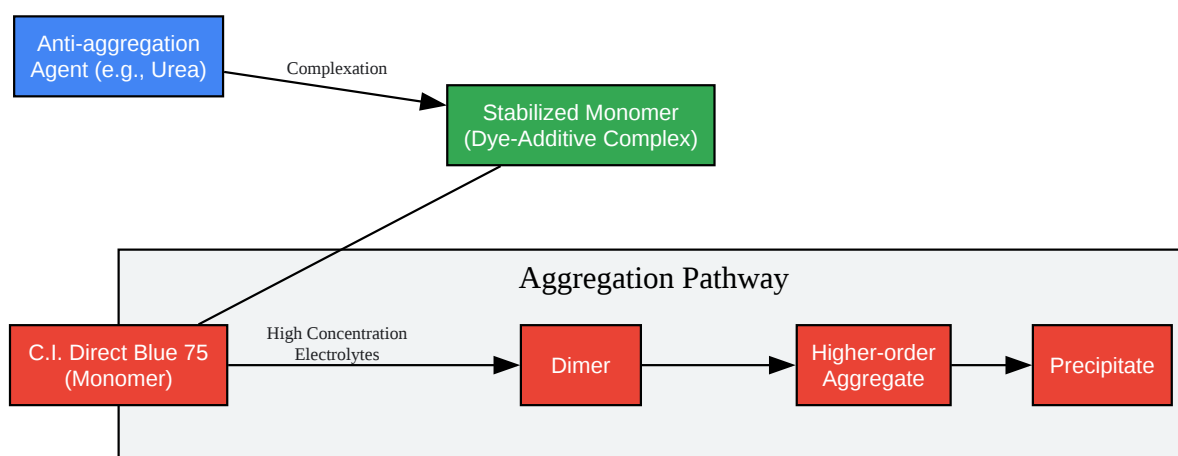 Anti-aggregation
Agent (e.g., Urea)
Complexation
Stabilized Monomer
(Dye-Additive Complex)
Aggregation Pathway
C.I. Direct Blue 75
(Monomer)
High Concentration
Electrolytes
Dimer
Higher-order
Aggregate
Precipitate